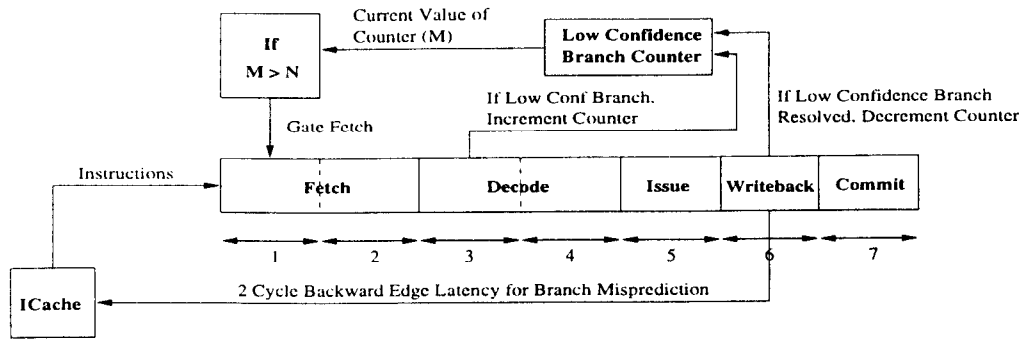 Current Value of
Counter (M)
If
M > N
Low Confidence
Branch Counter
If Low Conf Branch,
Increment Counter
If Low Confidence Branch
Resolved, Decrement Counter
Gate Fetch
Instructions
Fetch
Decode
Issue
Writeback
Commit
1
2
3
4
5
6
7
2 Cycle Backward Edge Latency for Branch Misprediction
ICache